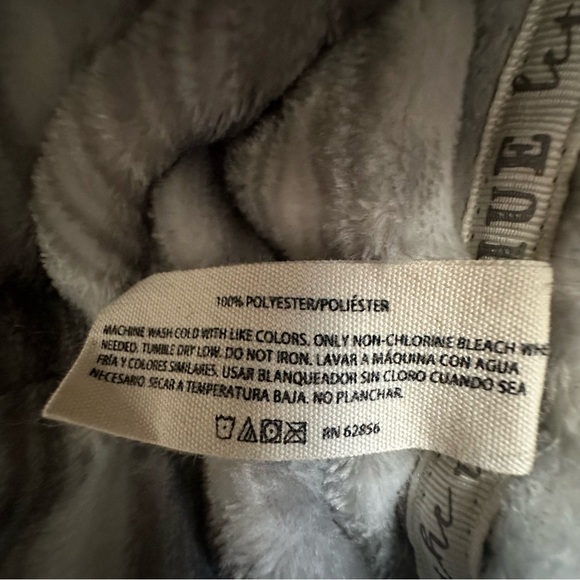 100% POLYESTER/POLIÉSTER
MACHINE WASH COLD WITH LIKE COLORS. ONLY NON-CHLORINE BLEACH WHE
NEEDED. TUMBLE DRY LOW. DO NOT IRON. LAVAR A MÁQUINA CON AGUA
FRÍA Y COLORES SIMILARES. USAR BLANQUEADOR SIN CLORO CUANDO SEA
NECESARIO. SECAR A TEMPERATURA BAJA. NO PLANCHAR.
RN 62856